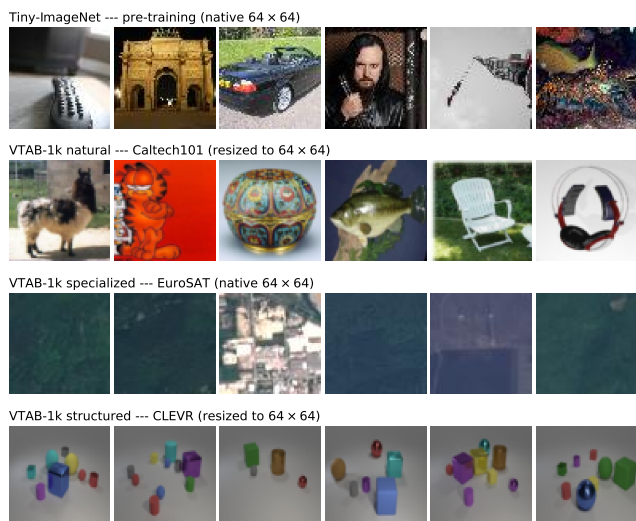 Tiny-ImageNet --- pre-training (native 64 × 64)
VTAB-1k natural --- Caltech101 (resized to 64 × 64)
VTAB-1k specialized --- EuroSAT (native 64 × 64)
VTAB-1k structured --- CLEVR (resized to 64 × 64)